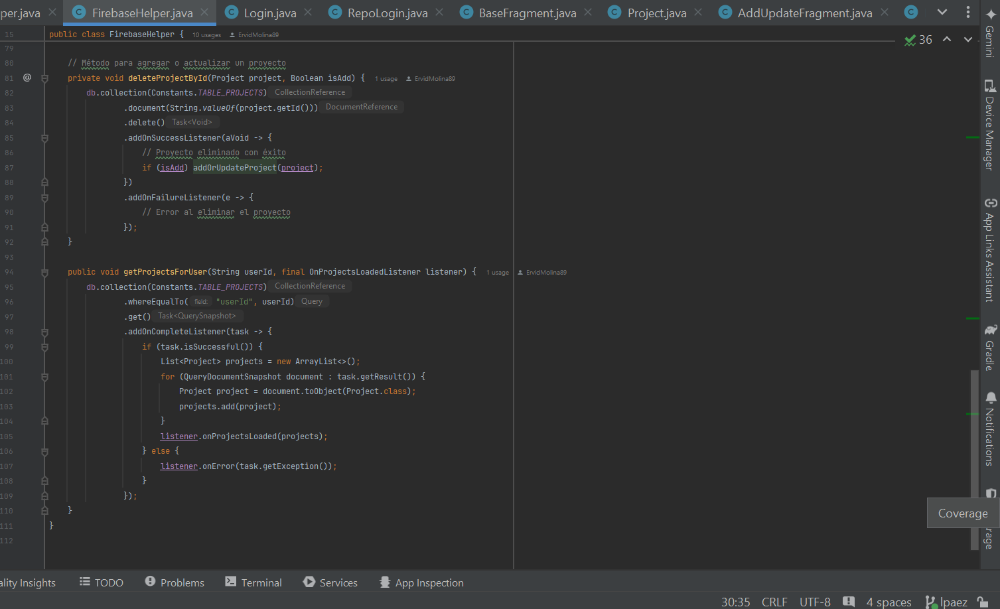 per.java FirebaseHelper.java Login.java RepoLogin.java BaseFragment.java Project.java AddUpdateFragment.java
15 public class FirebaseHelper { 10 usages ErvidMolina89
36
79
80 // Método para agregar o actualizar un proyecto
81 @ private void deleteProjectById(Project project, Boolean isAdd) { 1 usage ErvidMolina89
82 db.collection(Constants.TABLE_PROJECTS) CollectionReference
83 .document(String.valueOf(project.getId())) DocumentReference
84 .delete() Task<Void>
85 .addOnSuccessListener(aVoid -> {
86 // Proyecto eliminado con éxito
87 if (isAdd) addOrUpdateProject(project);
88 })
89 .addOnFailureListener(e -> {
90 // Error al eliminar el proyecto
91 });
92 }
93
94 public void getProjectsForUser(String userId, final OnProjectsLoadedListener listener) { 1 usage ErvidMolina89
95 db.collection(Constants.TABLE_PROJECTS) CollectionReference
96 .whereEqualTo( field: "userId", userId) Query
97 .get() Task<QuerySnapshot>
98 .addOnCompleteListener(task -> {
99 if (task.isSuccessful()) {
100 List<Project> projects = new ArrayList<>();
101 for (QueryDocumentSnapshot document : task.getResult()) {
102 Project project = document.toObject(Project.class);
103 projects.add(project);
104 }
105 listener.onProjectsLoaded(projects);
106 } else {
107 listener.onError(task.getException());
108 }
109 });
110 }
111 }
112
Gemini
Device Manager
App Links Assistant
Gradle
Notifications
Coverage
rage
ality Insights TODO Problems Terminal Services App Inspection
30:35 CRLF UTF-8 4 spaces lpaez